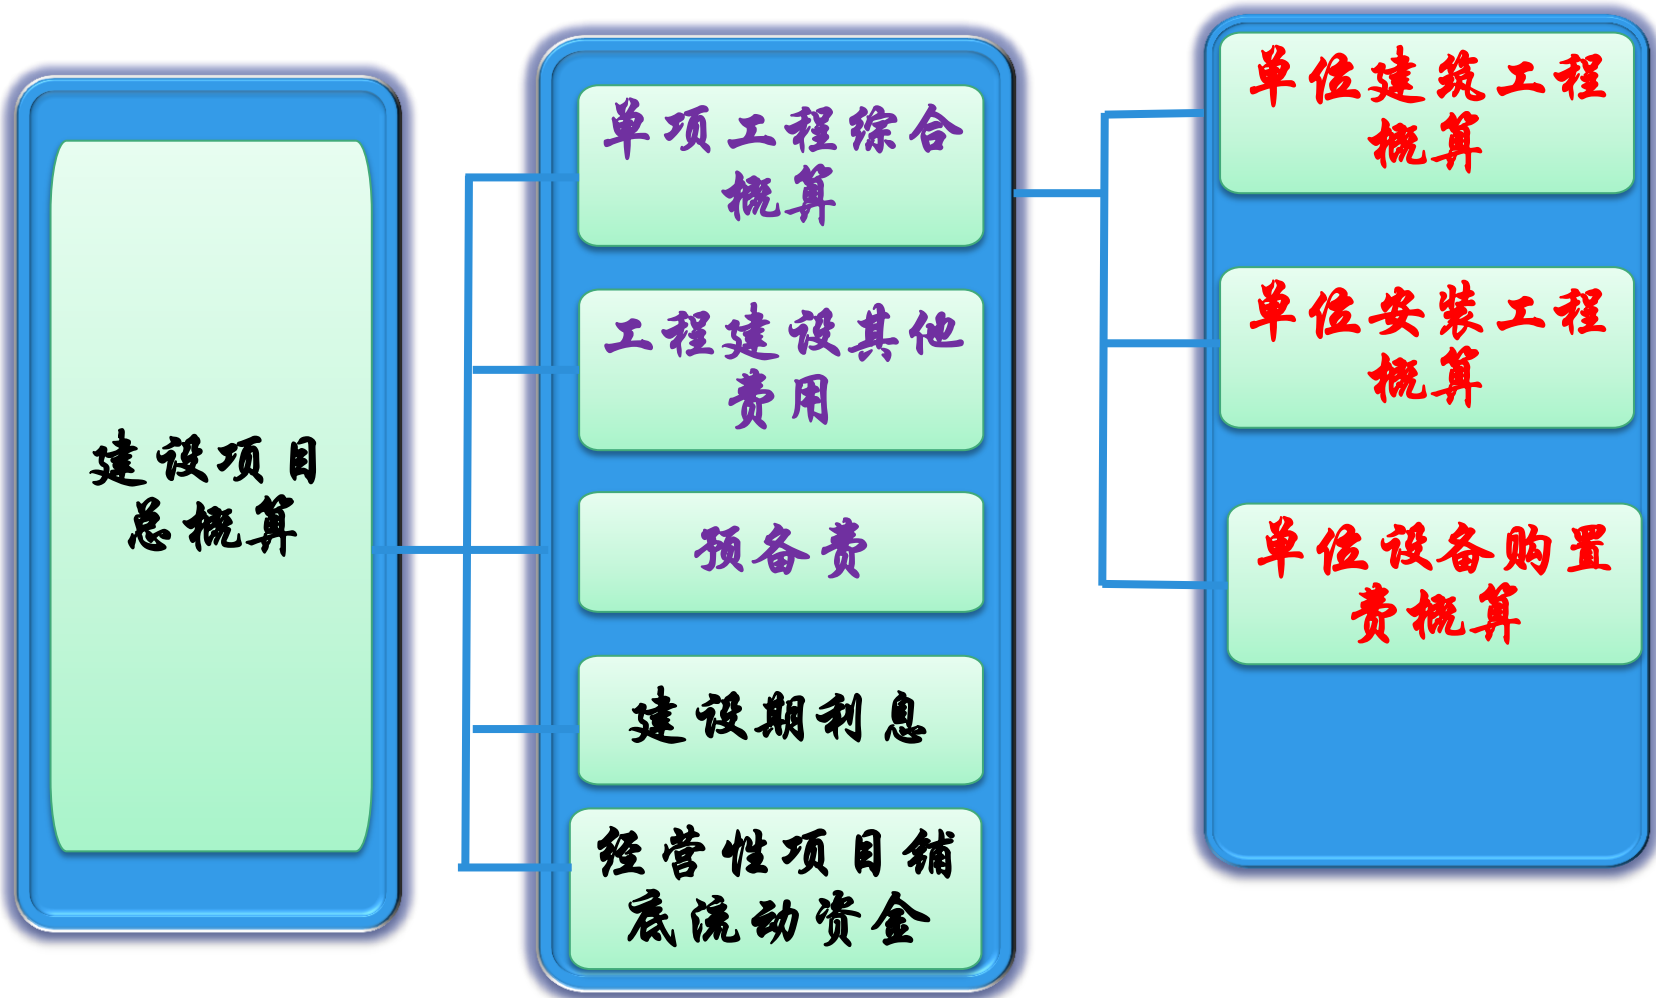 建设项目
总概算
单项工程综合
概算
工程建设其他
费用
预备费
建设期利息
经营性项目铺
底流动资金
单位建筑工程
概算
单位安装工程
概算
单位设备购置
费概算